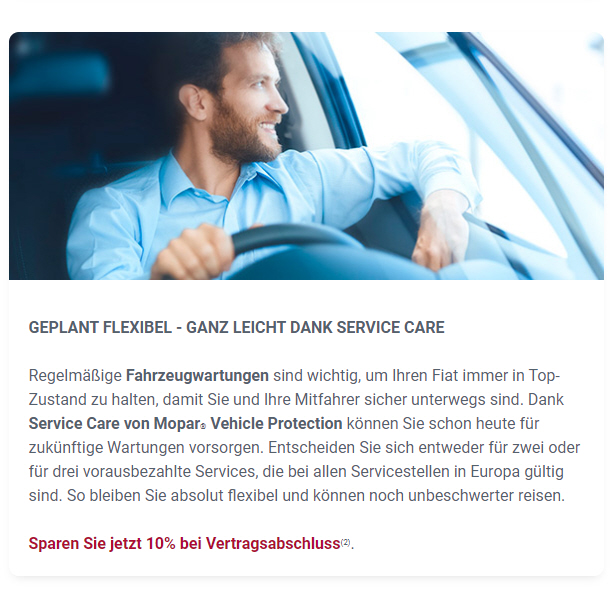 GEPLANT FLEXIBEL - GANZ LEICHT DANK SERVICE CARE
Regelmäßige Fahrzeugwartungen sind wichtig, um Ihren Fiat immer in Top-
Zustand zu halten, damit Sie und Ihre Mitfahrer sicher unterwegs sind. Dank
Service Care von Mopar® Vehicle Protection können Sie schon heute für
zukünftige Wartungen vorsorgen. Entscheiden Sie sich entweder für zwei oder
für drei vorausbezahlte Services, die bei allen Servicestellen in Europa gültig
sind. So bleiben Sie absolut flexibel und können noch unbeschwerter reisen.
Sparen Sie jetzt 10% bei Vertragsabschluss(2).